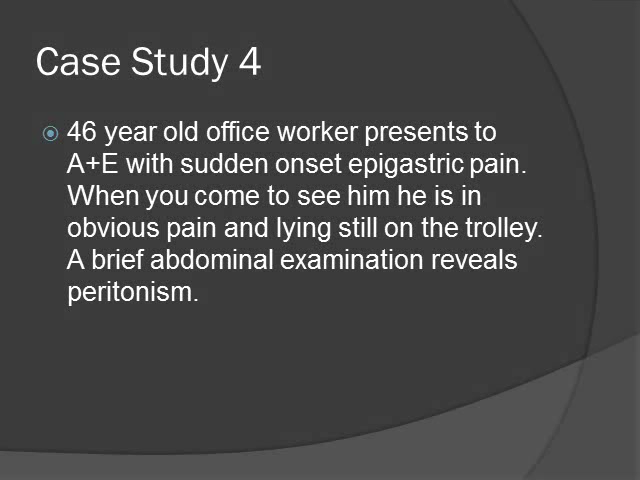 Case Study 4
46 year old office worker presents to
A+E with sudden onset epigastric pain.
When you come to see him he is in
obvious pain and lying still on the trolley.
A brief abdominal examination reveals
peritonism.